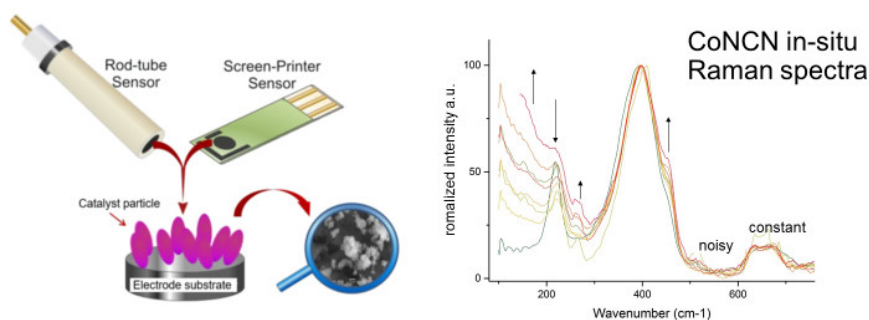 Rod-tube
Sensor
Screen-Printer
Sensor
Catalyst particle
Electrode substrate
CoNCN in-situ
Raman spectra
romalized intensity a.u.
100
50
0
noisy
constant
200
400
600
Wavenumber (cm-1)